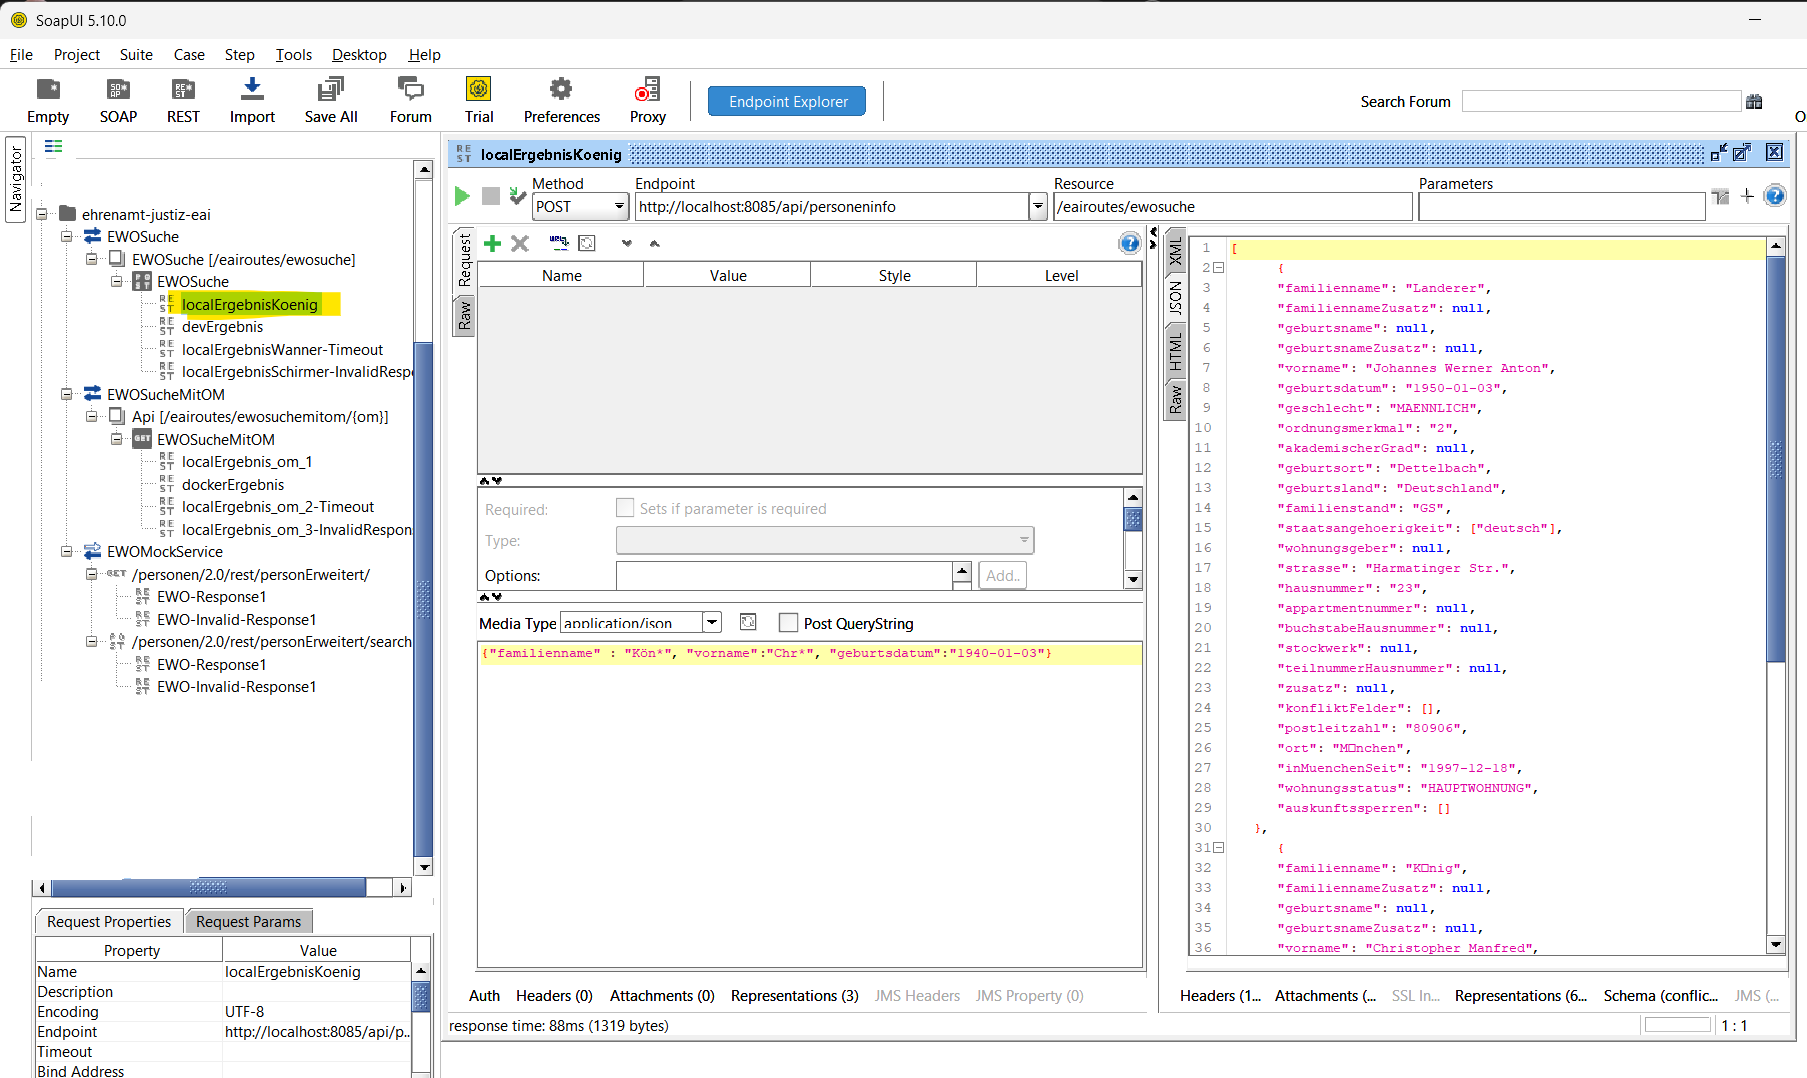 SoapUI 5.10.0
File Project Suite Case Step Tools Desktop Help
Empty SOAP REST Import Save All Forum Trial Preferences Proxy
Endpoint Explorer
Search Forum
O
Navigator
ehrenamt-justiz-eai
EWOSuche
EWOSuche [/eairoutes/ewosuche]
EWOSuche
localErgebnisKoenig
devErgebnis
localErgebnisWanner-Timeout
localErgebnisSchirmer-InvalidRespo
EWOSucheMitOM
Api [/eairoutes/ewosuchemitom/{om}]
EWOSucheMitOM
localErgebnis_om_1
dockerErgebnis
localErgebnis_om_2-Timeout
localErgebnis_om_3-InvalidRespon
EWOMockService
/personen/2.0/rest/personErweitert/
EWO-Response1
EWO-Invalid-Response1
/personen/2.0/rest/personErweitert/search
EWO-Response1
EWO-Invalid-Response1
Request Properties Request Params
Property Value
Name localErgebnisKoenig
Description
Encoding UTF-8
Endpoint http://localhost:8085/api/p...
Timeout
Bind Address
localErgebnisKoenig
Method Endpoint Resource Parameters
POST http://localhost:8085/api/personeninfo /eairoutes/ewosuche
Request
Raw
Name Value Style Level
Required: Sets if parameter is required
Type:
Options: Add..
Media Type application/json Post QueryString
{"familienname" : "Kön*", "vorname":"Chr*", "geburtsdatum":"1940-01-03"}
Auth Headers (0) Attachments (0) Representations (3) JMS Headers JMS Property (0)
response time: 88ms (1319 bytes)
XML
JSON
HTML
Raw
1 [
2 {
3 "familienname": "Landerer",
4 "familiennameZusatz": null,
5 "geburtsname": null,
6 "geburtsnameZusatz": null,
7 "vorname": "Johannes Werner Anton",
8 "geburtsdatum": "1950-01-03",
9 "geschlecht": "MAENNLICH",
10 "ordnungsmerkmal": "2",
11 "akademischerGrad": null,
12 "geburtsort": "Dettelbach",
13 "geburtsland": "Deutschland",
14 "familienstand": "GS",
15 "staatsangehoerigkeit": ["deutsch"],
16 "wohnungsgeber": null,
17 "strasse": "Harmatinger Str.",
18 "hausnummer": "23",
19 "appartmentnummer": null,
20 "buchstabeHausnummer": null,
21 "stockwerk": null,
22 "teilnummerHausnummer": null,
23 "zusatz": null,
24 "konfliktFelder": [],
25 "postleitzahl": "80906",
26 "ort": "M□nchen",
27 "inMuenchenSeit": "1997-12-18",
28 "wohnungsstatus": "HAUPTWOHNUNG",
29 "auskunftssperren": []
30 },
31 {
32 "familienname": "K□nig",
33 "familiennameZusatz": null,
34 "geburtsname": null,
35 "geburtsnameZusatz": null,
36 "vorname": "Christopher Manfred",
Headers (1... Attachments (... SSL In... Representations (6... Schema (conflic... JMS (...
1 : 1